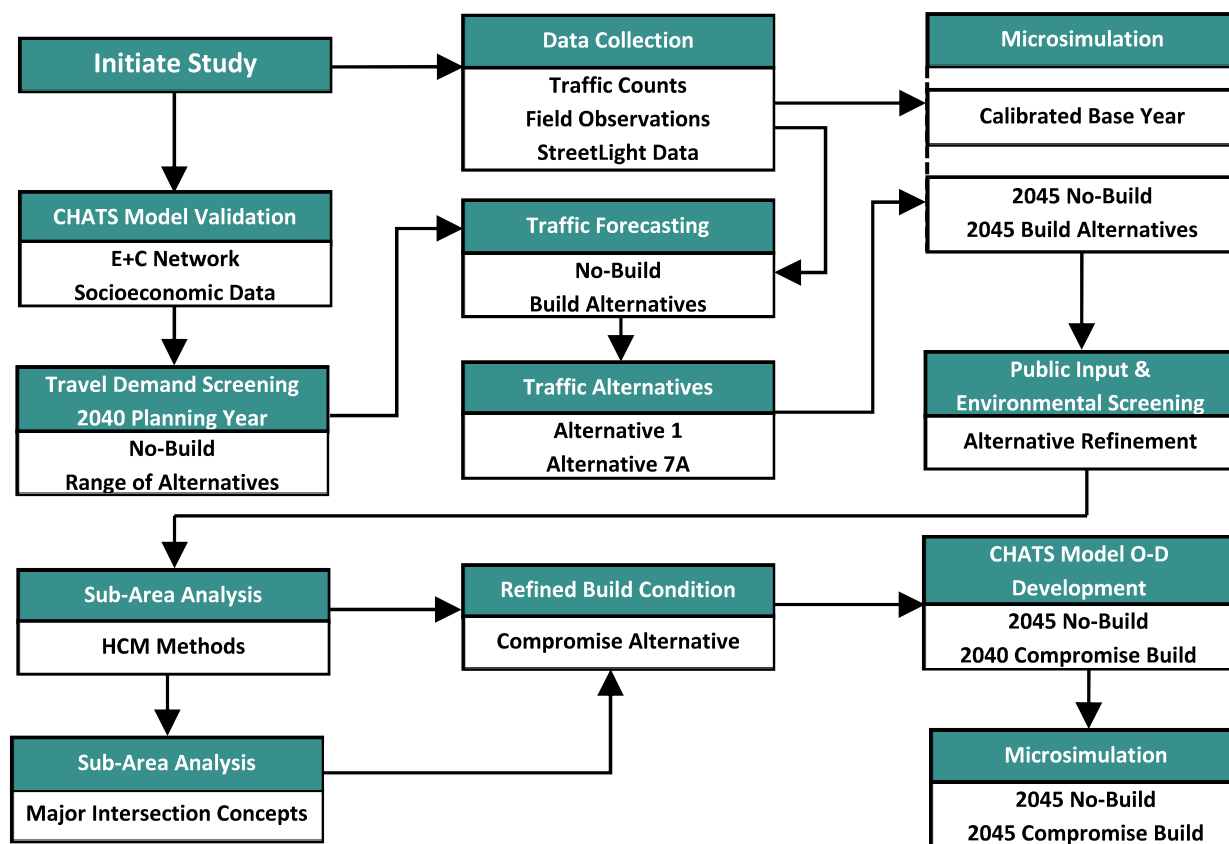 Initiate Study
Data Collection
Traffic Counts
Field Observations
StreetLight Data
Microsimulation
Calibrated Base Year
2045 No-Build
2045 Build Alternatives
CHATS Model Validation
E+C Network
Socioeconomic Data
Traffic Forecasting
No-Build
Build Alternatives
Travel Demand Screening
2040 Planning Year
No-Build
Range of Alternatives
Traffic Alternatives
Alternative 1
Alternative 7A
Public Input &
Environmental Screening
Alternative Refinement
Sub-Area Analysis
HCM Methods
Refined Build Condition
Compromise Alternative
CHATS Model O-D
Development
2045 No-Build
2040 Compromise Build
Sub-Area Analysis
Major Intersection Concepts
Microsimulation
2045 No-Build
2045 Compromise Build